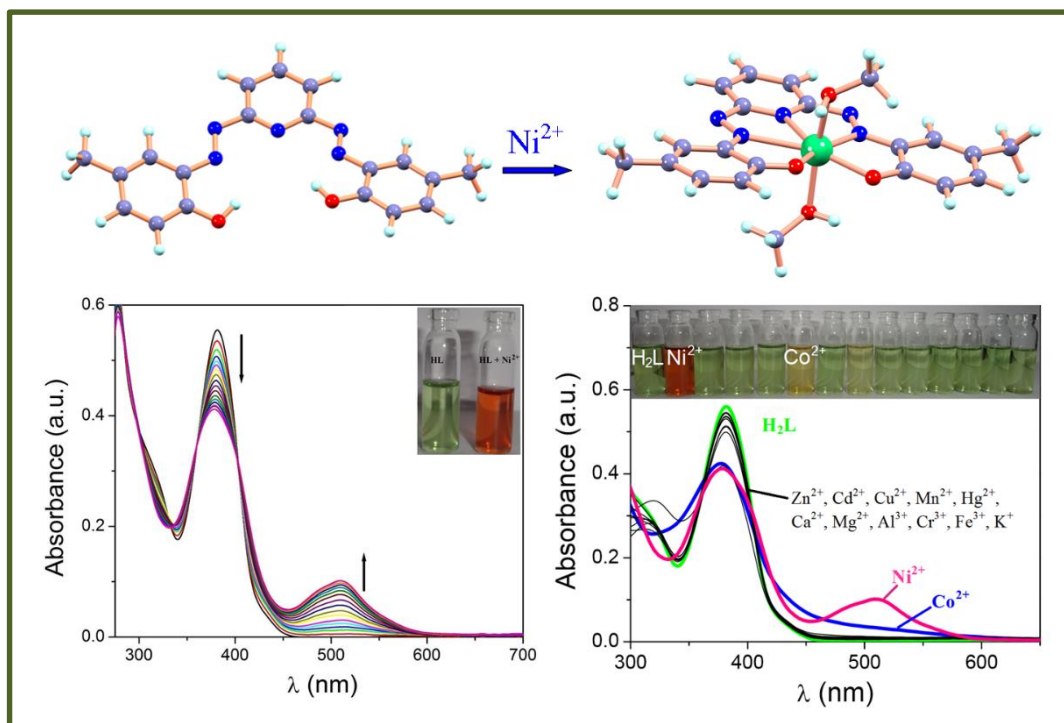 Ni²⁺
0.6
0.4
0.2
0.0
Absorbance (a.u.)
300
400
500
600
700
λ (nm)
HL
HL + Ni²⁺
0.8
0.6
0.4
0.2
0.0
Absorbance (a.u.)
H₂L Ni²⁺ Co²⁺
H₂L
Zn²⁺, Cd²⁺, Cu²⁺, Mn²⁺, Hg²⁺,
Ca²⁺, Mg²⁺, Al³⁺, Cr³⁺, Fe³⁺, K⁺
Ni²⁺
Co²⁺
300
400
500
600
λ (nm)